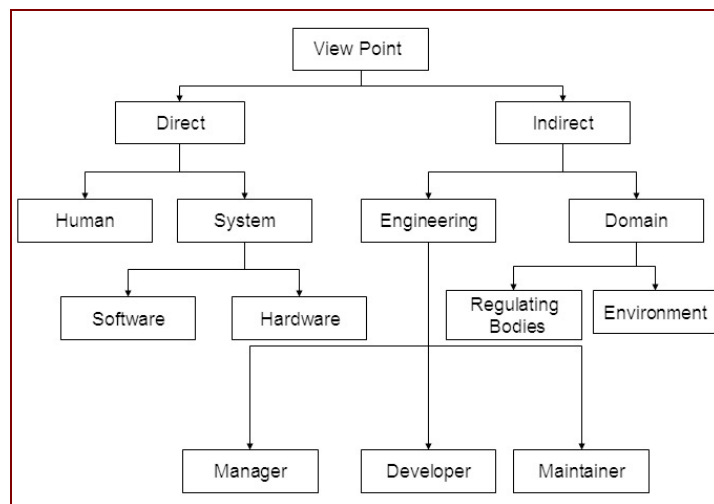 View Point
Direct
Indirect
Human
System
Engineering
Domain
Software
Hardware
Regulating
Bodies
Environment
Manager
Developer
Maintainer